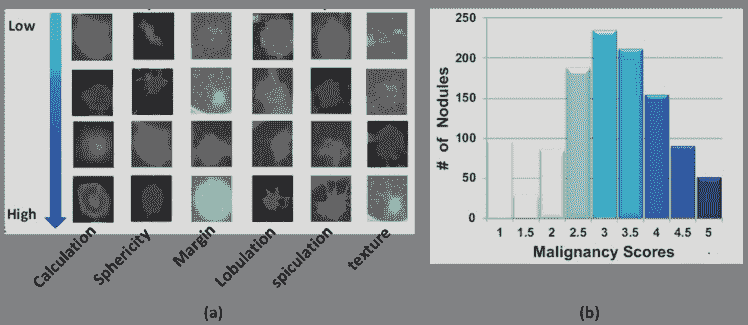 Low
High
Calculation
Sphericity
Margin
Lobulation
spiculation
texture
(a)
250
200
150
100
50
0
# of Nodules
1 1.5 2 2.5 3 3.5 4 4.5 5
Malignancy Scores
(b)